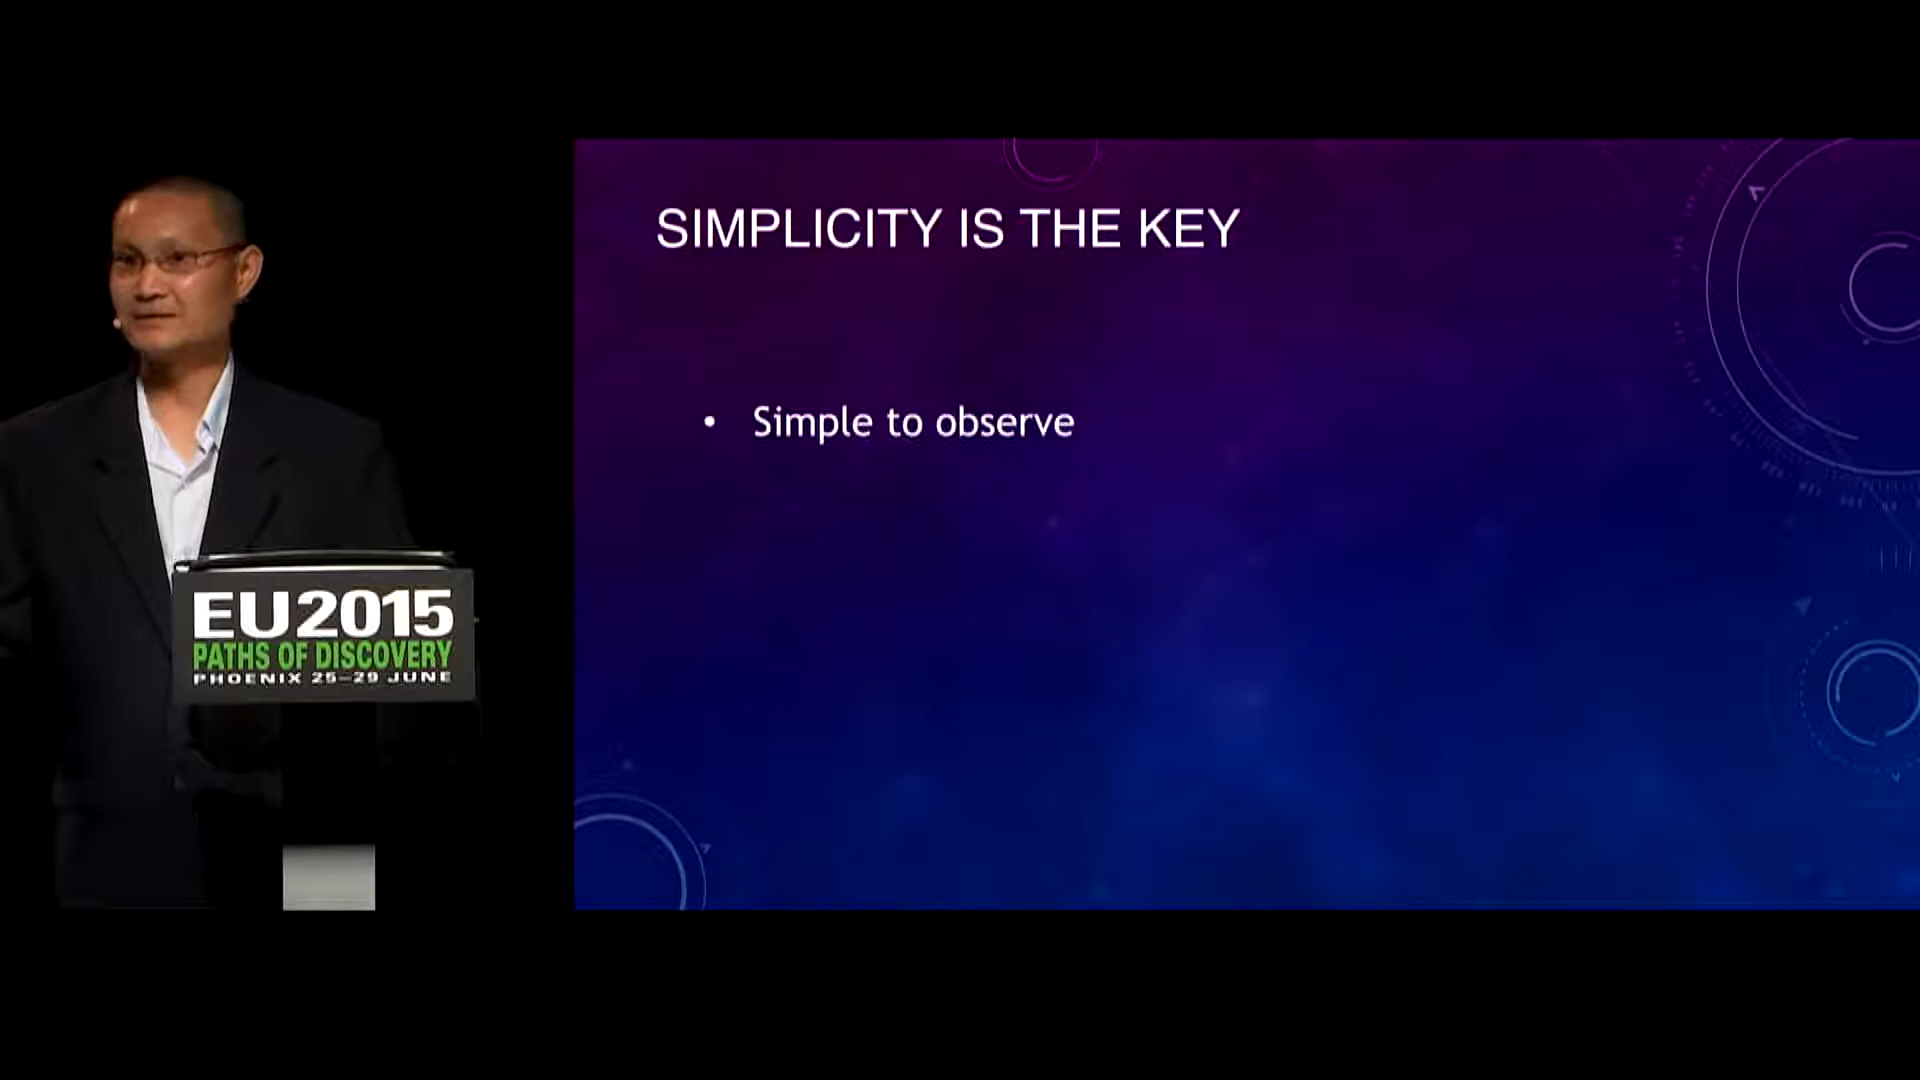 SIMPLICITY IS THE KEY
• Simple to observe
EU2015
PATHS OF DISCOVERY
PHOENIX 25–29 JUNE